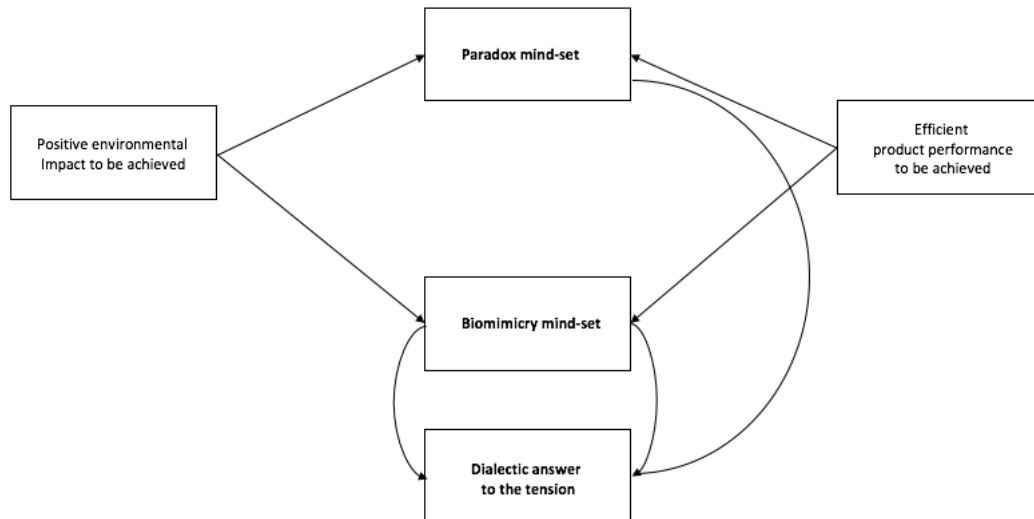 Paradox mind-set
Positive environmental
Impact to be achieved
Efficient
product performance
to be achieved
Biomimicry mind-set
Dialectic answer
to the tension